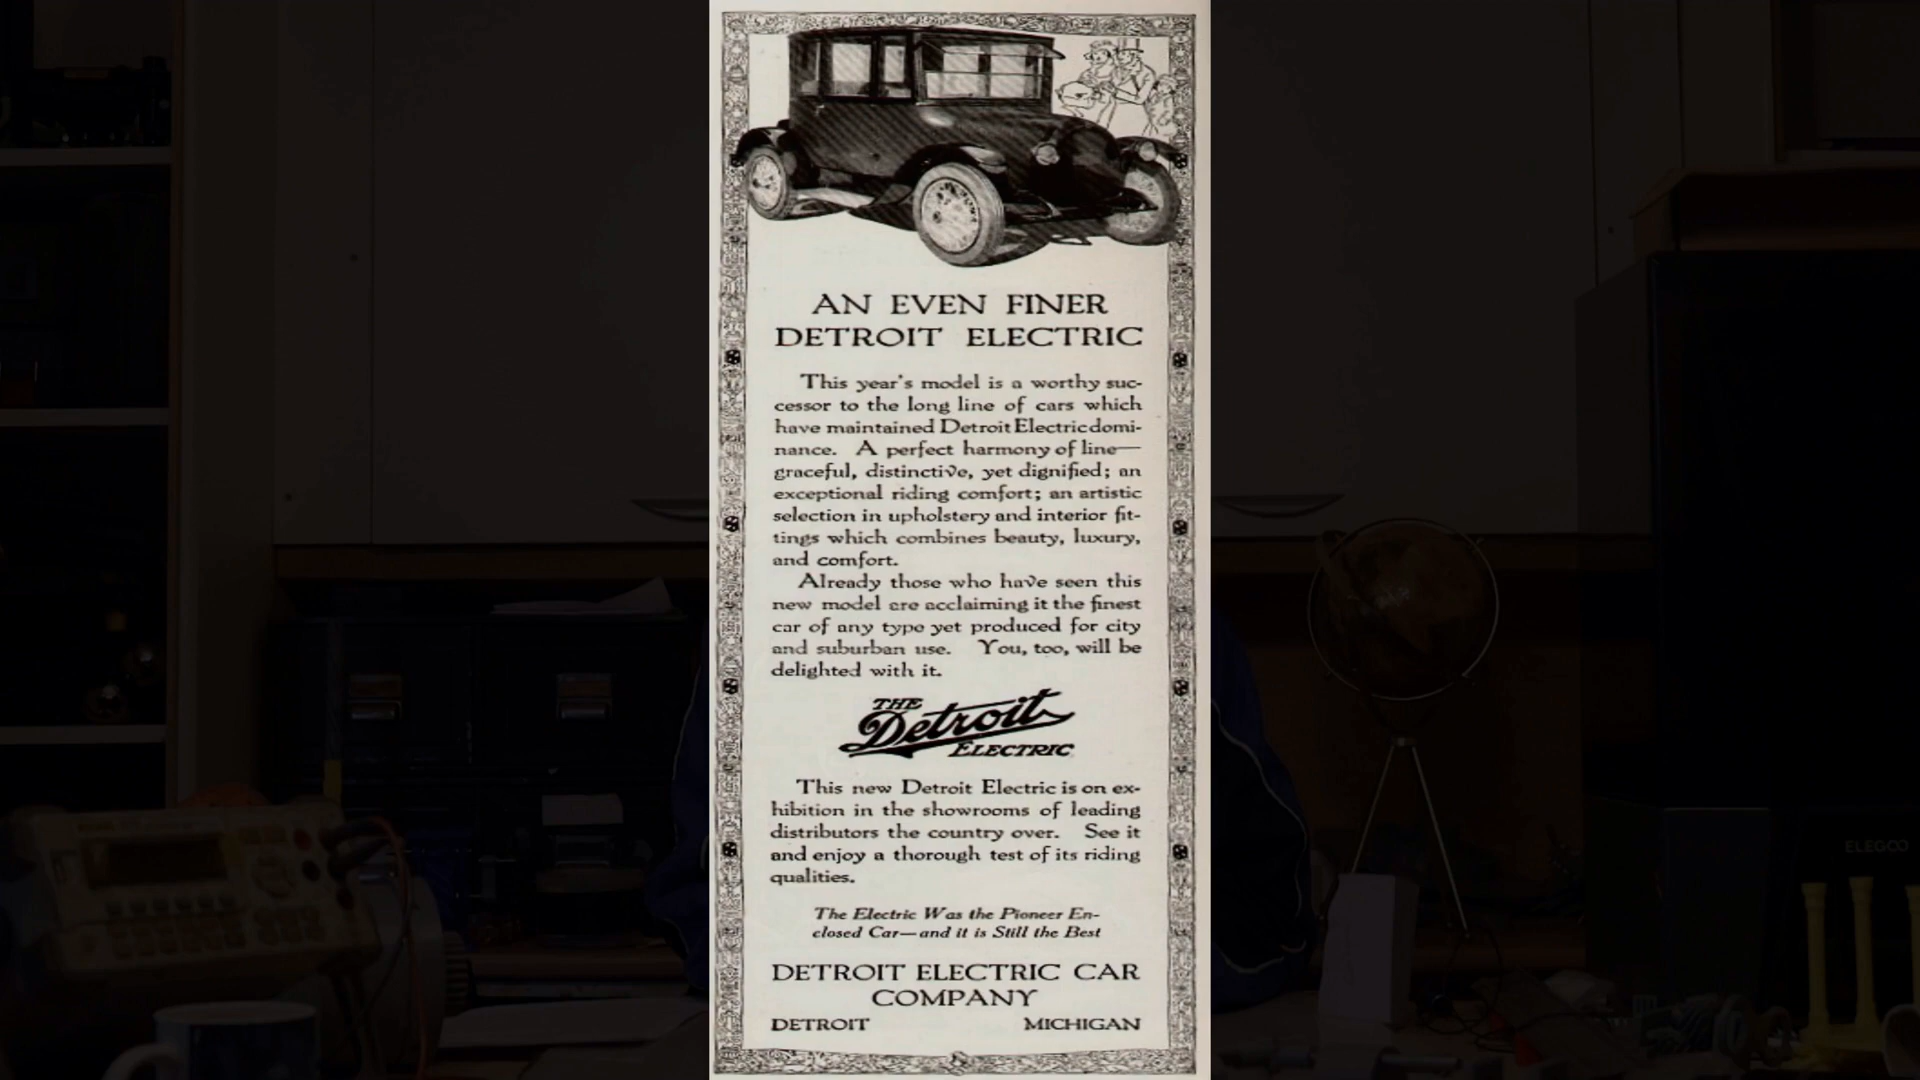 AN EVEN FINER
DETROIT ELECTRIC
This year's model is a worthy suc-
cessor to the long line of cars which
have maintained Detroit Electric domi-
nance. A perfect harmony of line—
graceful, distinctive, yet dignified; an
exceptional riding comfort; an artistic
selection in upholstery and interior fit-
tings which combines beauty, luxury,
and comfort.
Already those who have seen this
new model are acclaiming it the finest
car of any type yet produced for city
and suburban use. You, too, will be
delighted with it.
THE
Detroit
ELECTRIC
This new Detroit Electric is on ex-
hibition in the showrooms of leading
distributors the country over. See it
and enjoy a thorough test of its riding
qualities.
The Electric Was the Pioneer En-
closed Car—and it is Still the Best
DETROIT ELECTRIC CAR
COMPANY
DETROIT MICHIGAN
ELEGOO